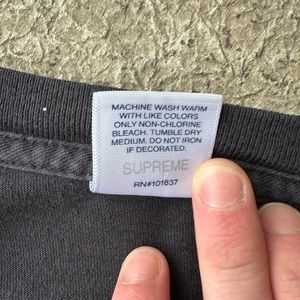 MACHINE WASH WARM
WITH LIKE COLORS
ONLY NON-CHLORINE
BLEACH. TUMBLE DRY
MEDIUM. DO NOT IRON
IF DECORATED.
SUPREME
RN#101837